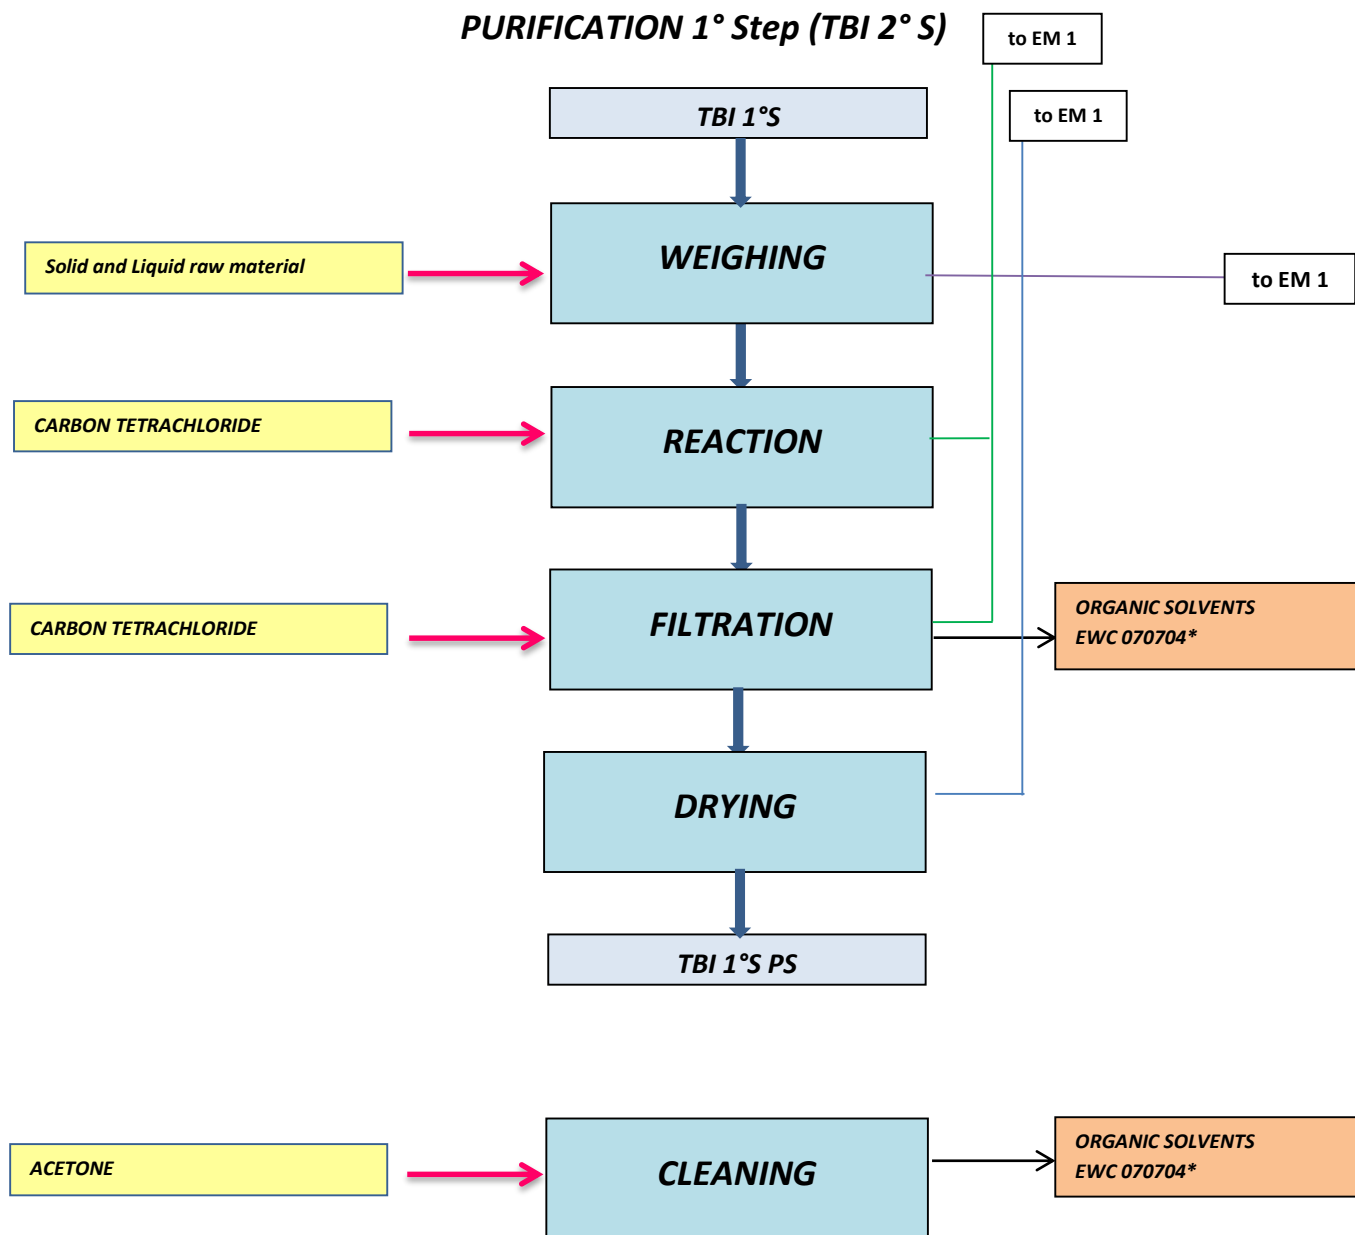 PURIFICATION 1° Step (TBI 2° S)
to EM 1
TBI 1°S
to EM 1
WEIGHING
Solid and Liquid raw material
to EM 1
CARBON TETRACHLORIDE
REACTION
CARBON TETRACHLORIDE
FILTRATION
ORGANIC SOLVENTS
EWC 070704*
DRYING
TBI 1°S PS
ACETONE
CLEANING
ORGANIC SOLVENTS
EWC 070704*